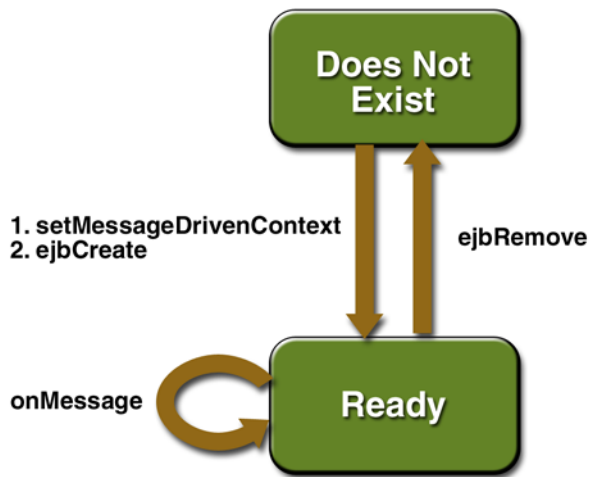 Does Not
Exist
1. setMessageDrivenContext
2. ejbCreate
ejbRemove
onMessage
Ready